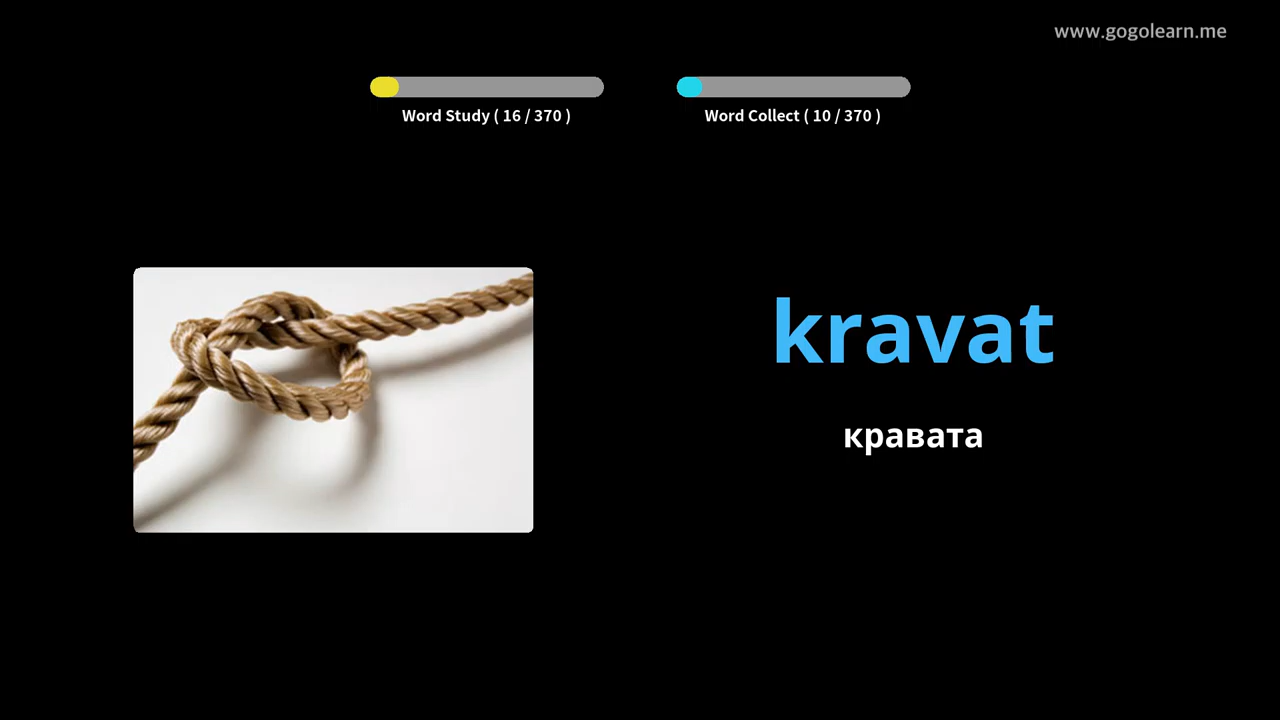 www.gogolearn.me
Word Study ( 16 / 370 )
Word Collect ( 10 / 370 )
kravat
кравата